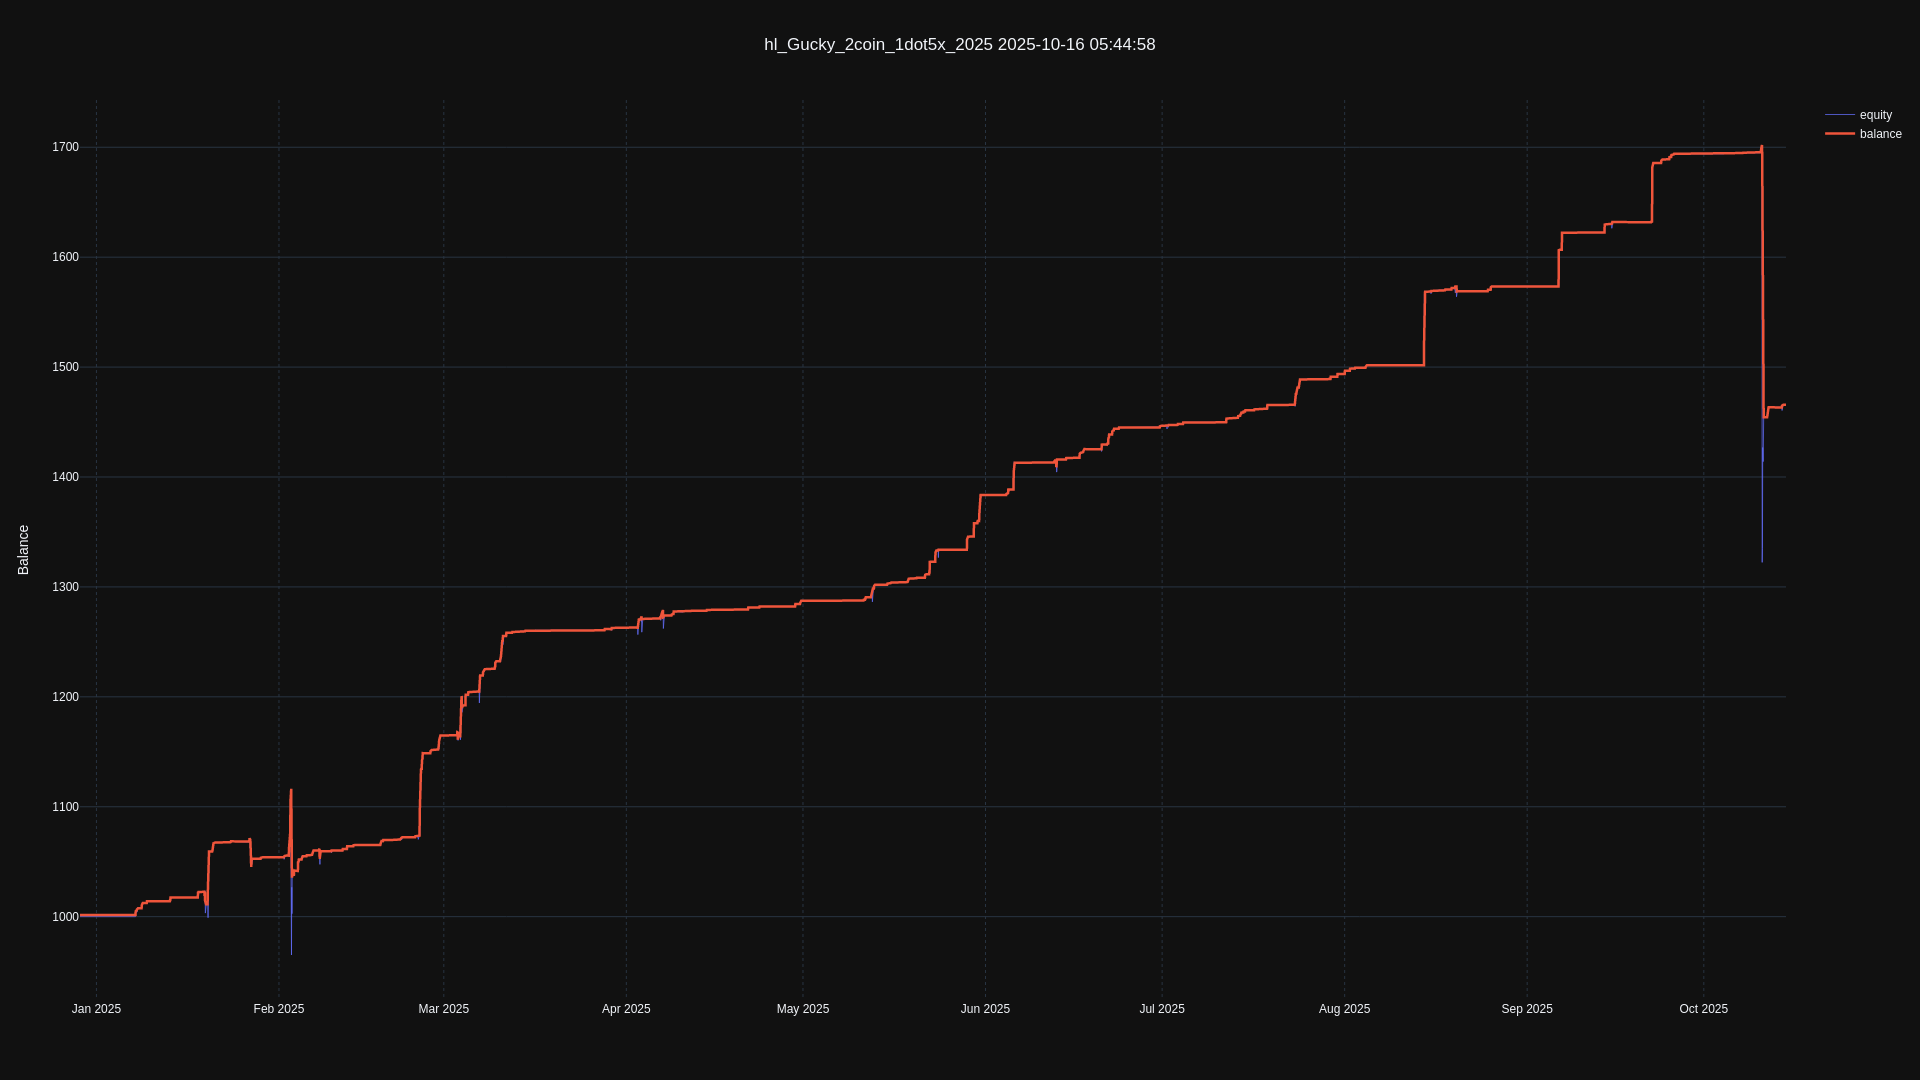 hl_Gucky_2coin_1dot5x_2025 2025-10-16 05:44:58
equity
balance
1700
1600
1500
1400
1300
1200
1100
1000
Balance
Jan 2025
Feb 2025
Mar 2025
Apr 2025
May 2025
Jun 2025
Jul 2025
Aug 2025
Sep 2025
Oct 2025